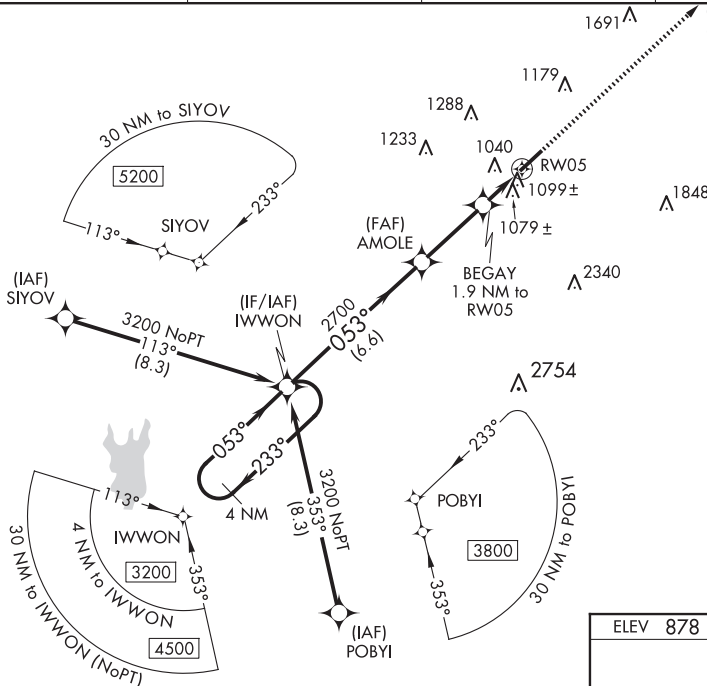 1691
1179
1288
1233
1040
RW05
1099±
1079±
1848
30 NM to SIYOV
5200
SIYOV
113°
233°
(FAF)
AMOLE
BEGAY
1.9 NM to
RW05
2340
(IAF)
SIYOV
3200 NoPT
113°
(8.3)
(IF/IAF)
IWWON
2700
053°
(6.6)
2754
053°
233°
4 NM
3200 NoPT
353°
(8.3)
(IAF)
POBYI
113°
IWWON
3200
353°
4 NM to IWWON
4500
30 NM to IWWON (NoPT)
233°
POBYI
3800
353°
30 NM to POBYI
ELEV 878